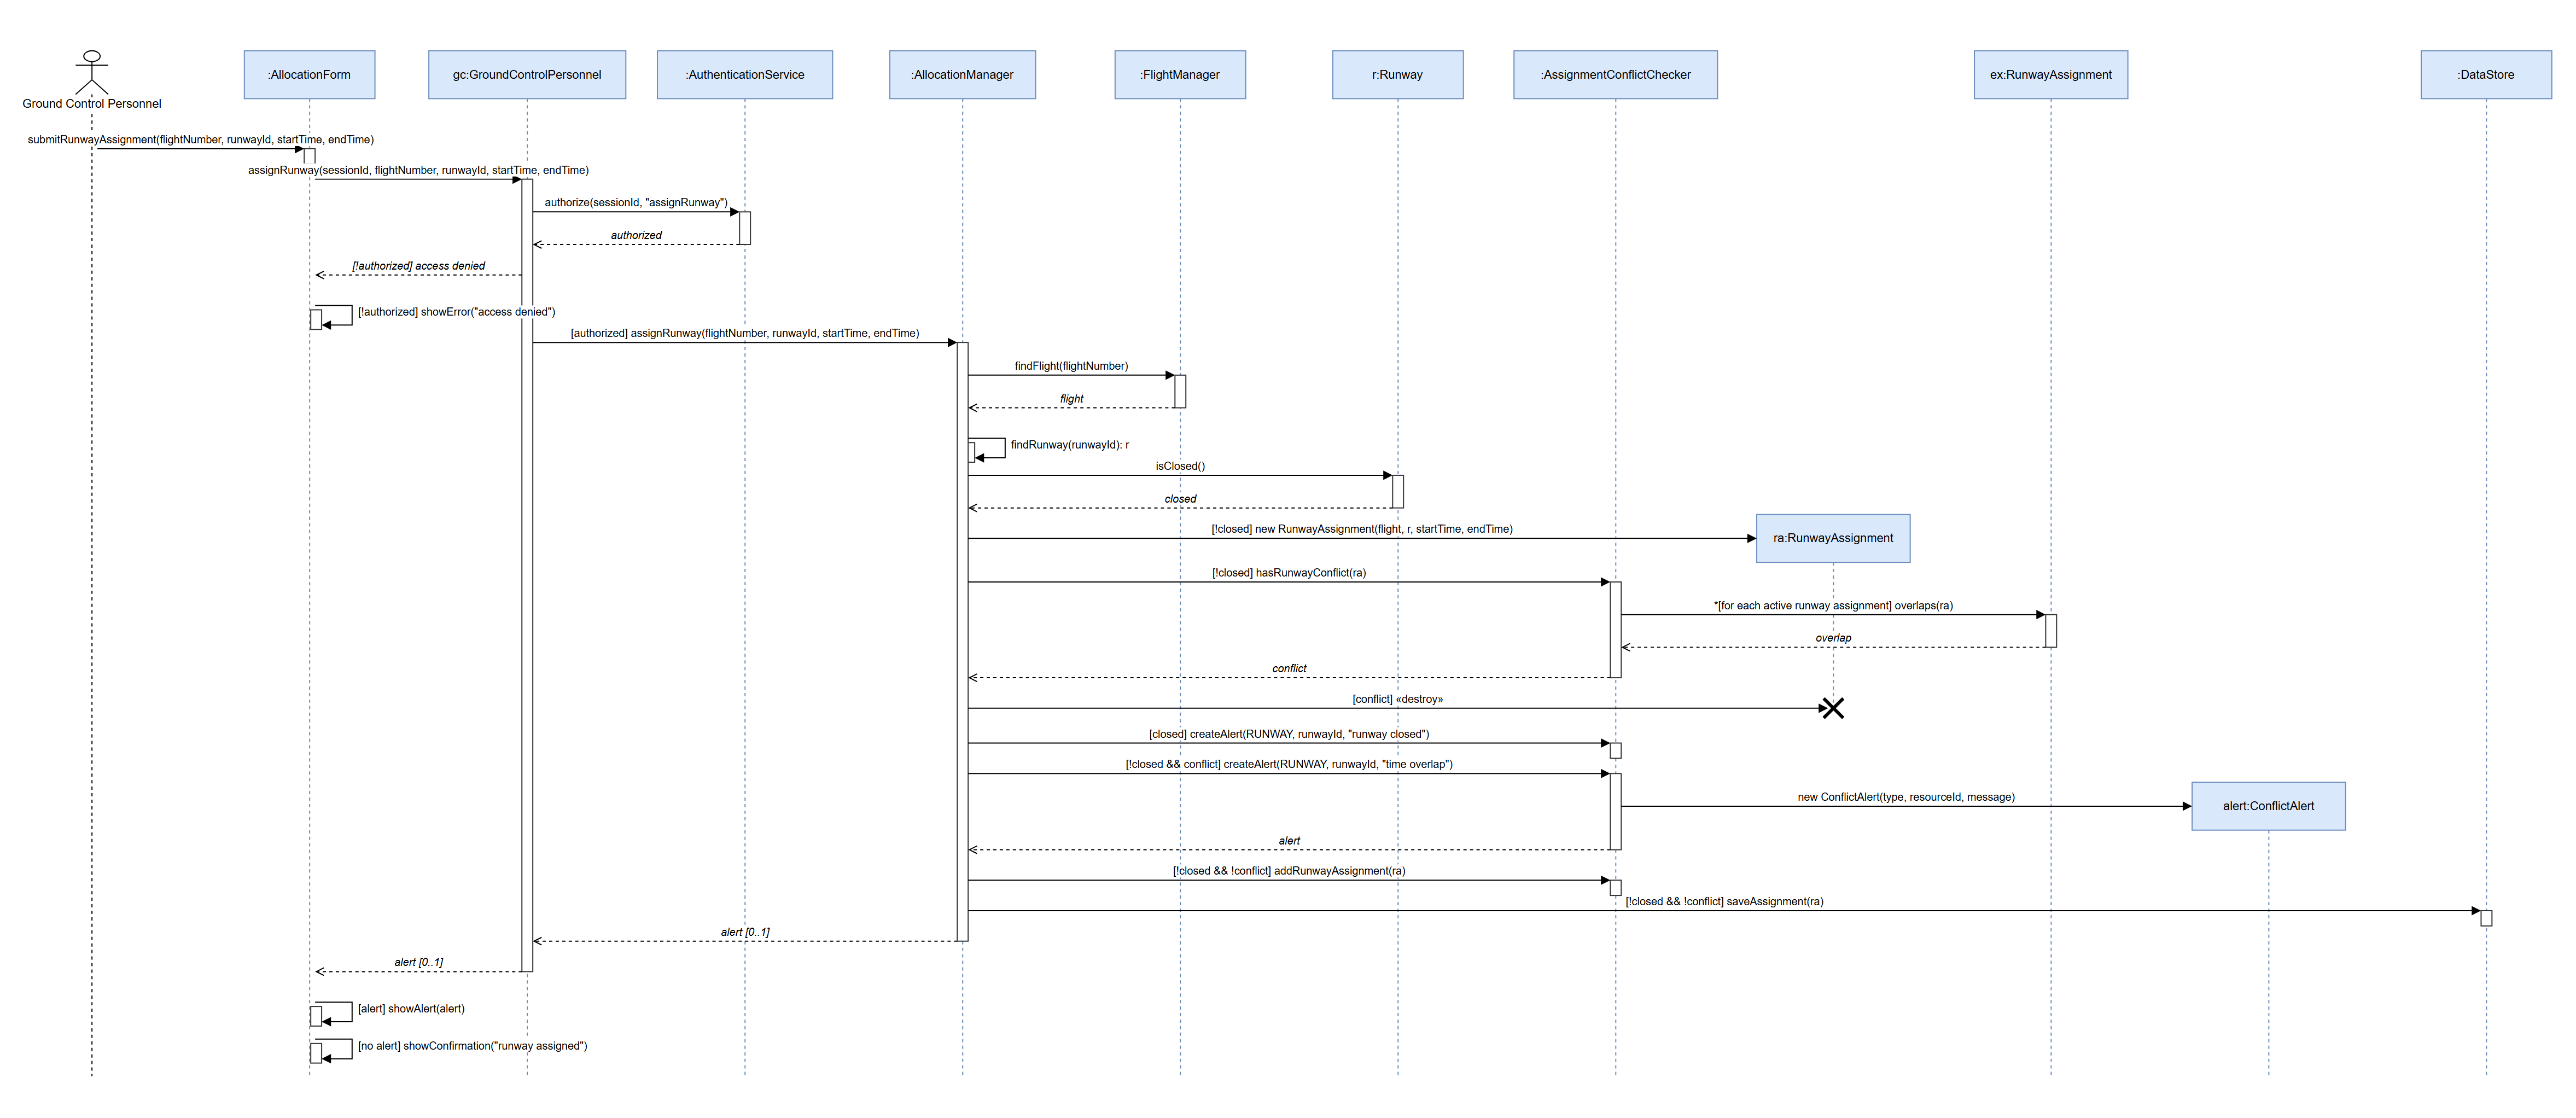 :AllocationForm
gc:GroundControlPersonnel
:AuthenticationService
:AllocationManager
:FlightManager
r:Runway
:AssignmentConflictChecker
ex:RunwayAssignment
:DataStore
Ground Control Personnel
submitRunwayAssignment(flightNumber, runwayId, startTime, endTime)
assignRunway(sessionId, flightNumber, runwayId, startTime, endTime)
authorize(sessionId, "assignRunway")
authorized
[!authorized] access denied
[!authorized] showError("access denied")
[authorized] assignRunway(flightNumber, runwayId, startTime, endTime)
findFlight(flightNumber)
flight
findRunway(runwayId): r
isClosed()
closed
[!closed] new RunwayAssignment(flight, r, startTime, endTime)
ra:RunwayAssignment
[!closed] hasRunwayConflict(ra)
*[for each active runway assignment] overlaps(ra)
overlap
conflict
[conflict] «destroy»
[closed] createAlert(RUNWAY, runwayId, "runway closed")
[!closed && conflict] createAlert(RUNWAY, runwayId, "time overlap")
new ConflictAlert(type, resourceId, message)
alert:ConflictAlert
alert
[!closed && !conflict] addRunwayAssignment(ra)
[!closed && !conflict] saveAssignment(ra)
alert [0..1]
alert [0..1]
[alert] showAlert(alert)
[no alert] showConfirmation("runway assigned")